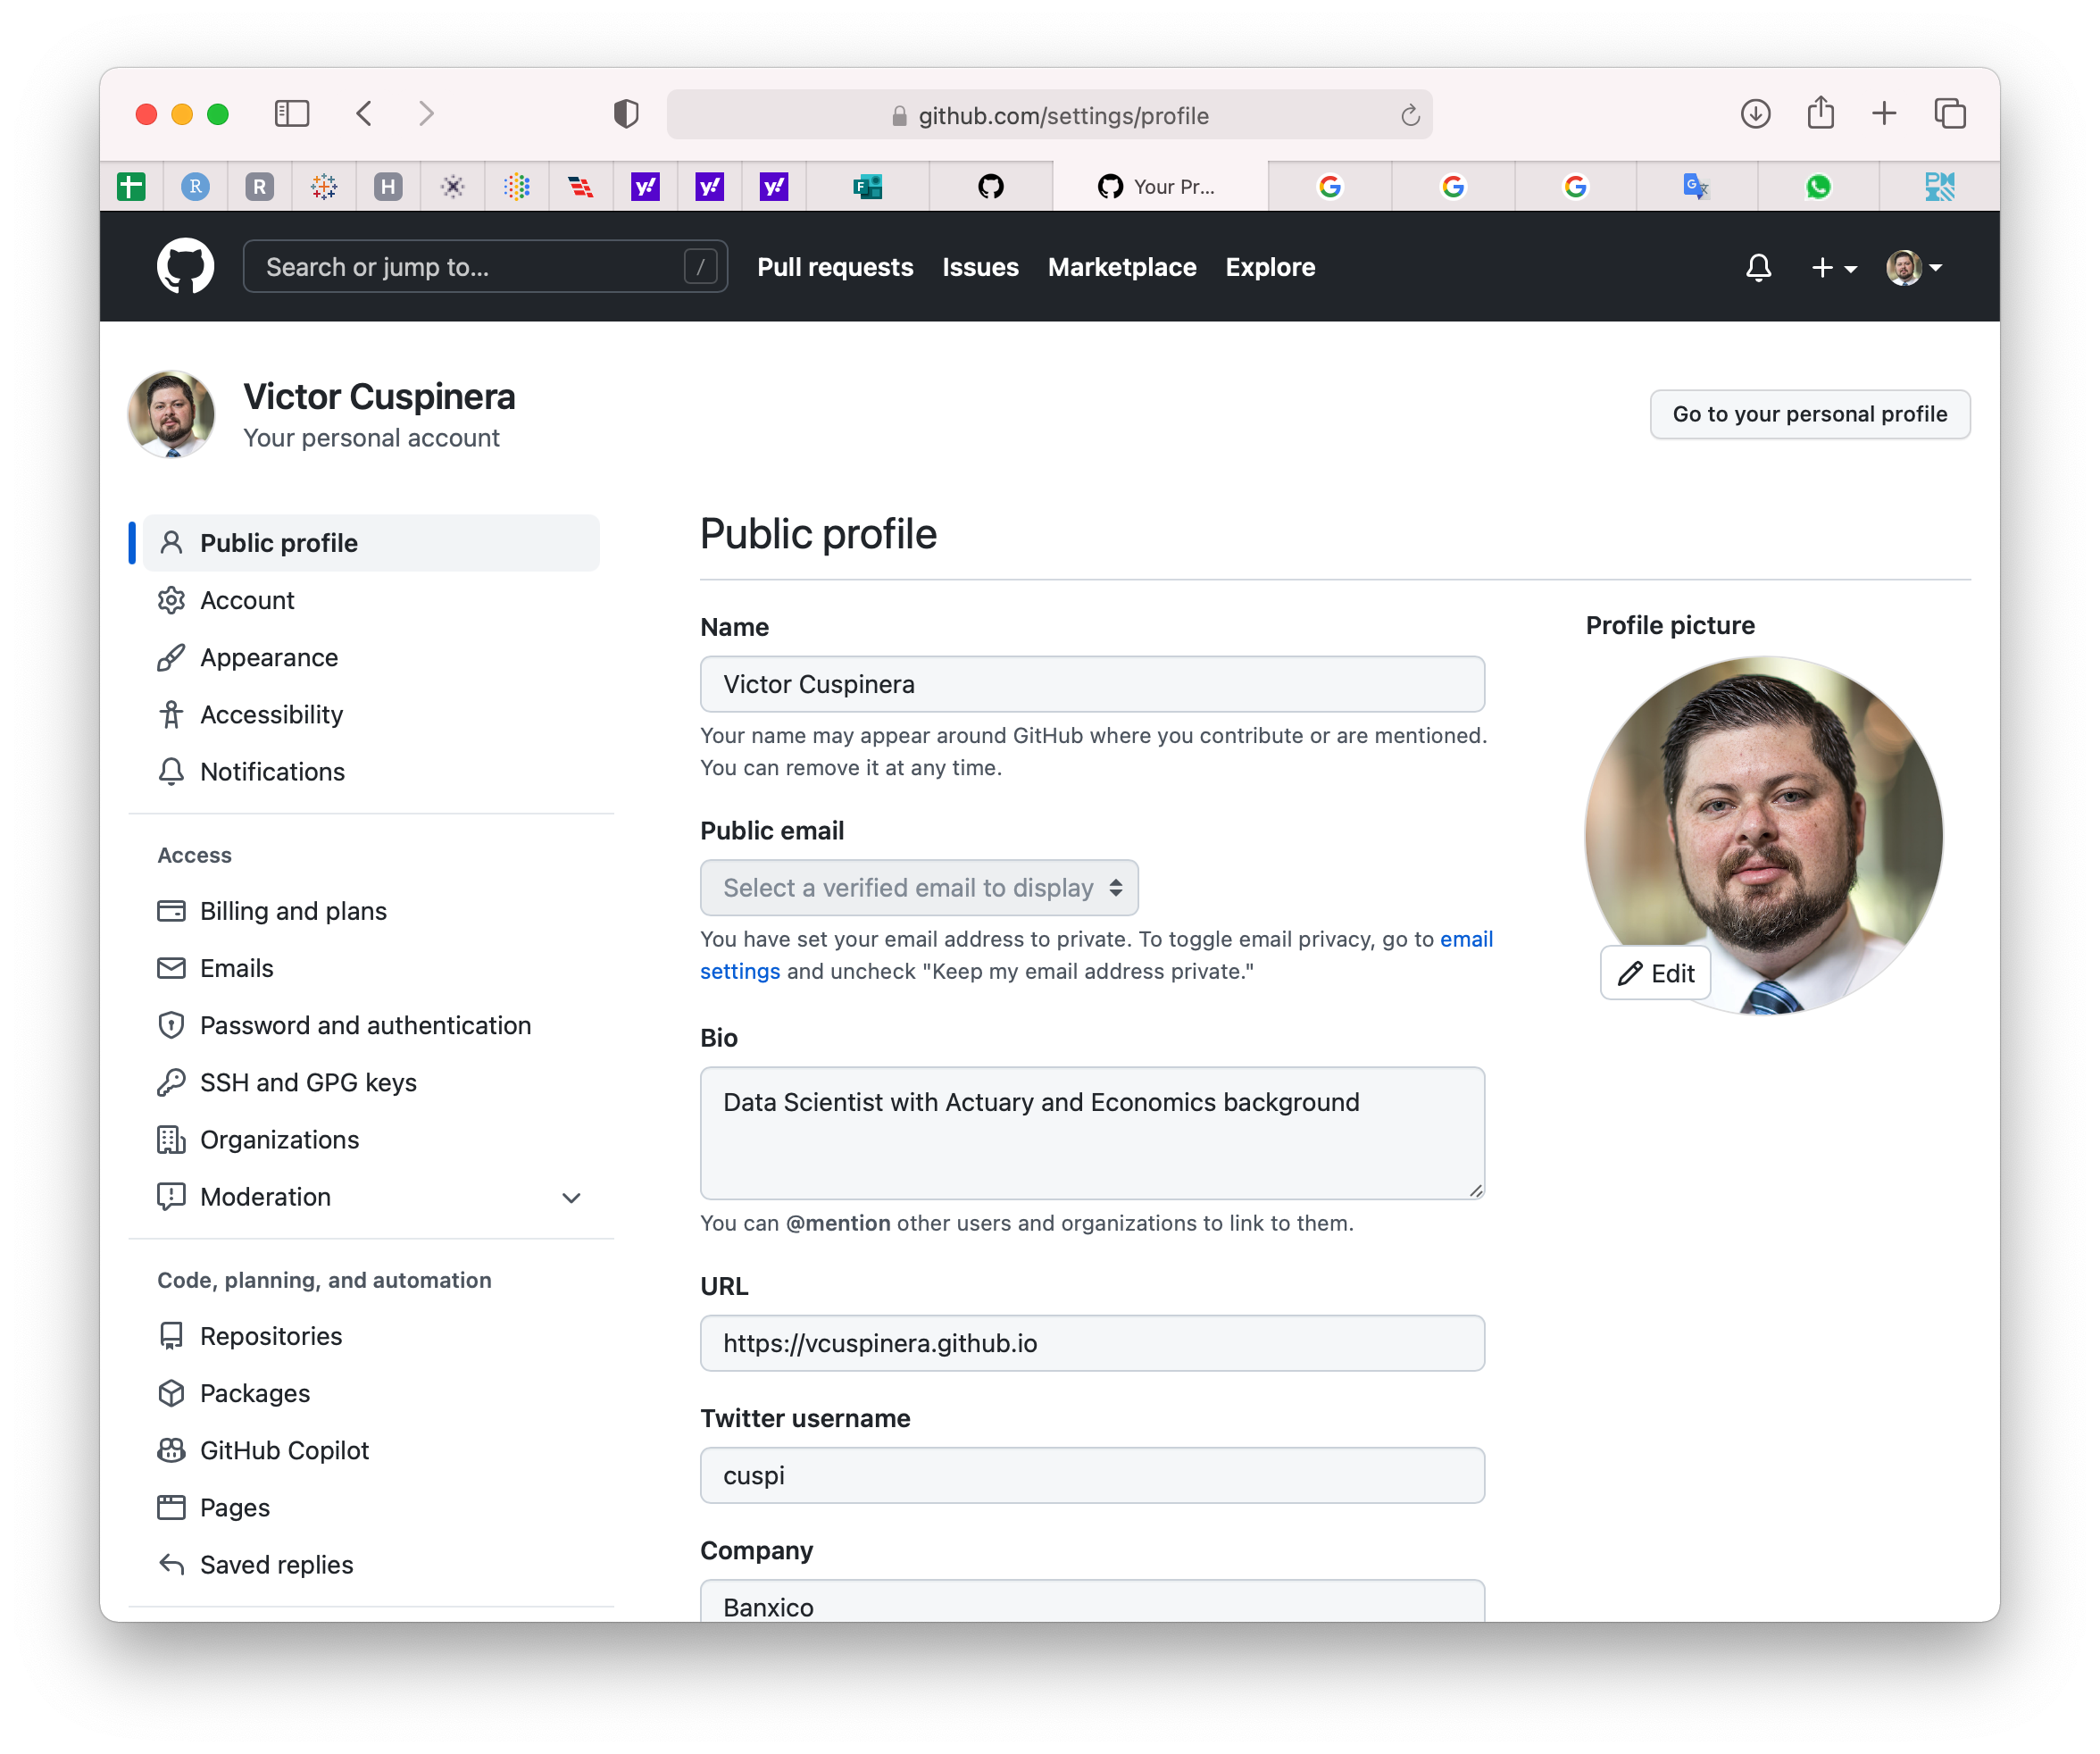 github.com/settings/profile
Your Pr...
Search or jump to...
/
Pull requests
Issues
Marketplace
Explore
Victor Cuspinera
Your personal account
Go to your personal profile
Public profile
Account
Appearance
Accessibility
Notifications
Access
Billing and plans
Emails
Password and authentication
SSH and GPG keys
Organizations
Moderation
Code, planning, and automation
Repositories
Packages
GitHub Copilot
Pages
Saved replies
Public profile
Name
Victor Cuspinera
Your name may appear around GitHub where you contribute or are mentioned.
You can remove it at any time.
Public email
Select a verified email to display
You have set your email address to private. To toggle email privacy, go to email
settings and uncheck "Keep my email address private."
Bio
Data Scientist with Actuary and Economics background
You can @mention other users and organizations to link to them.
URL
https://vcuspinera.github.io
Twitter username
cuspi
Company
Banxico
Profile picture
Edit